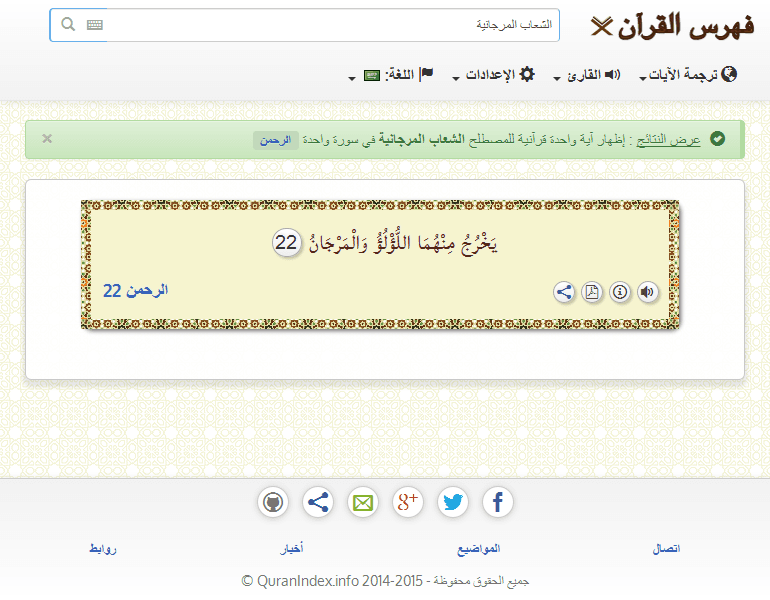 فهرس القرآن
الشعاب المرجانية
ترجمة الآيات القارئ الإعدادات اللغة:
عرض النتائج : إظهار آية واحدة قرآنية للمصطلح الشعاب المرجانية في سورة واحدة الرحمن ×
يَخْرُجُ مِنْهُمَا اللُّؤْلُؤُ وَالْمَرْجَانُ 22
الرحمن 22
اتصال المواضيع أخبار روابط
جميع الحقوق محفوظة - QuranIndex.info 2014-2015 ©